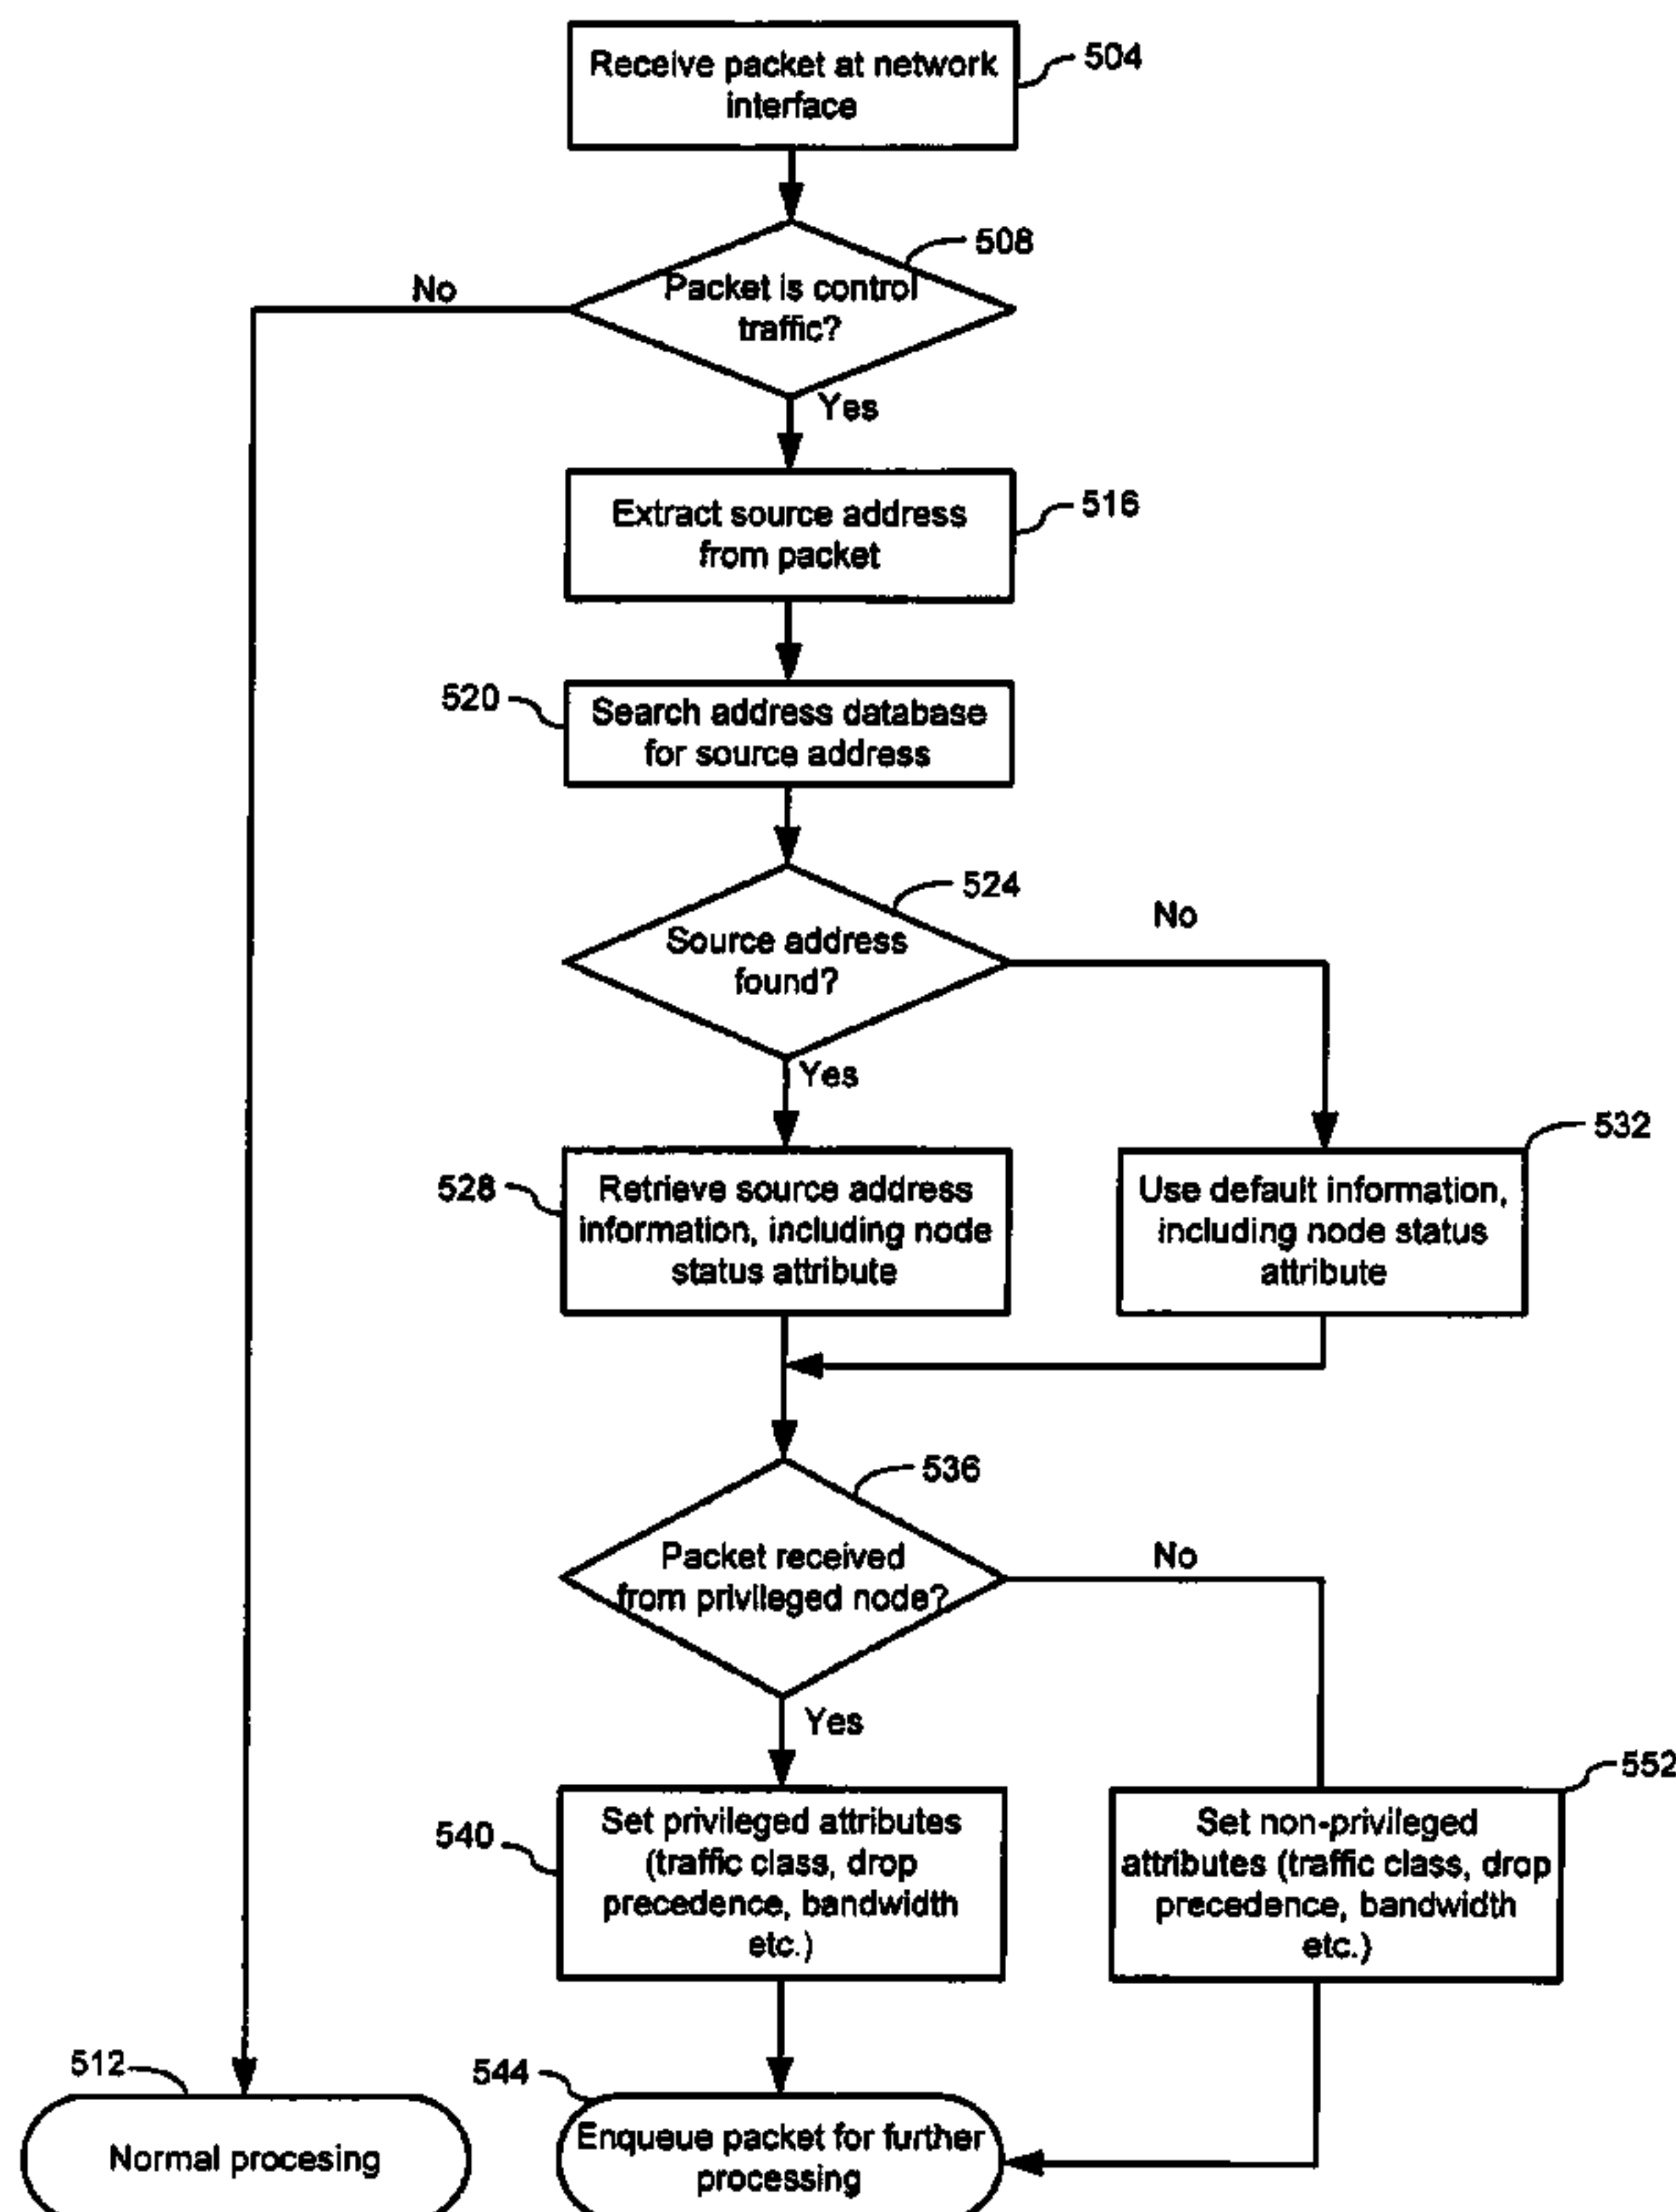 Receive packet at network
interface
504
508
Packet is control
traffic?
No
Yes
Extract source address
from packet
516
520
Search address database
for source address
524
Source address
found?
No
Yes
528
Retrieve source address
information, including node
status attribute
532
Use default information,
including node status
attribute
536
Packet received
from privileged node?
No
Yes
540
Set privileged attributes
(traffic class, drop
precedence, bandwidth
etc.)
552
Set non-privileged
attributes (traffic class, drop
precedence, bandwidth
etc.)
512
Normal procesing
544
Enqueue packet for further
processing